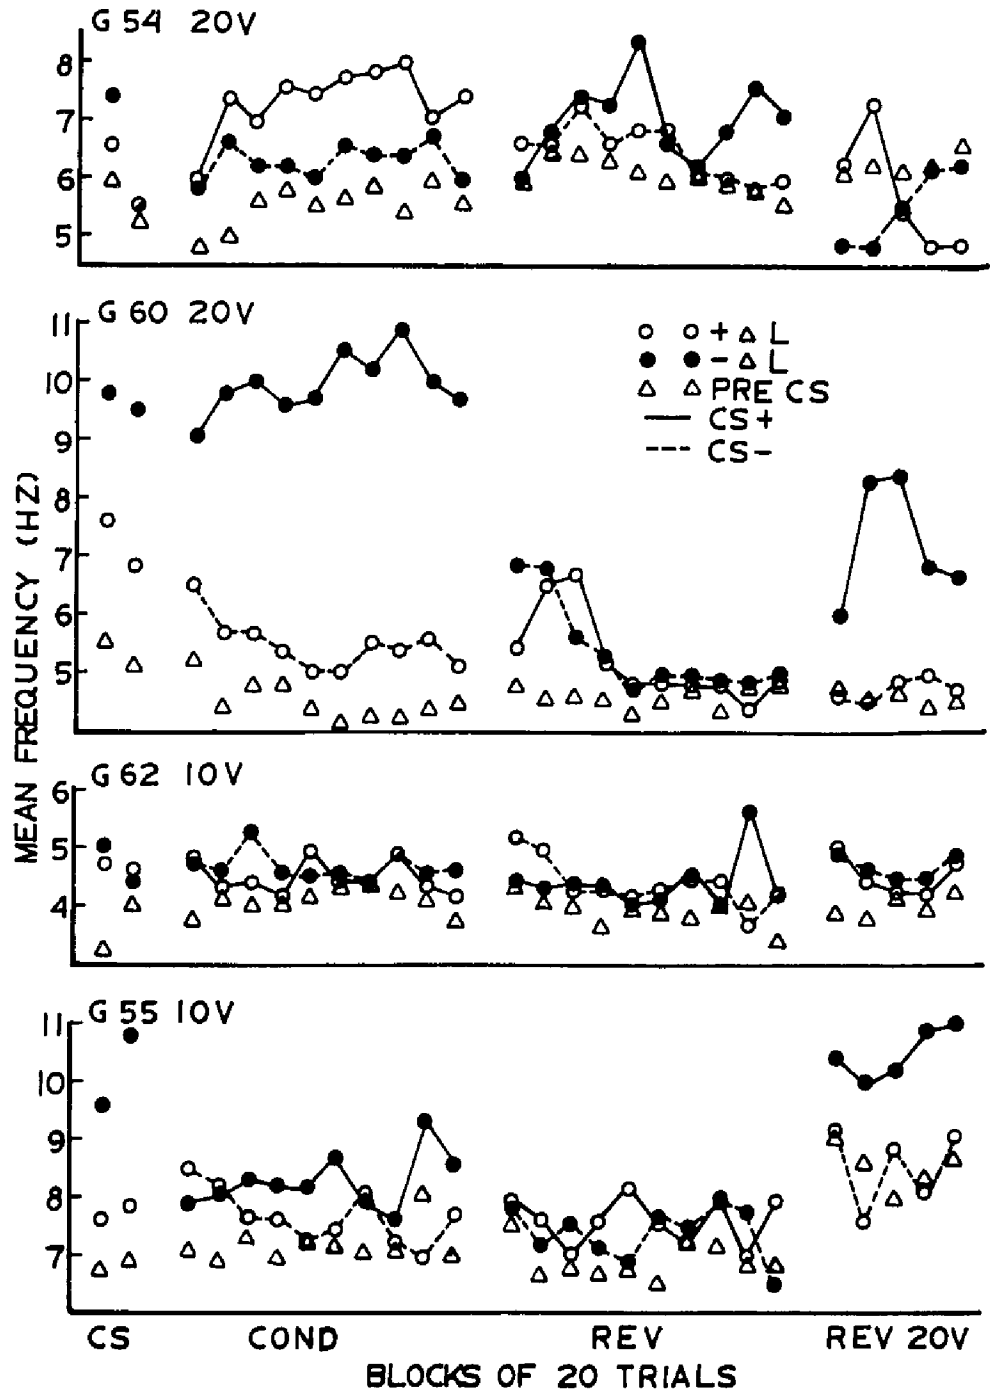 G 54 20V
8
7
6
5
G 60 20V
11
10
9
8
7
6
5
+ △ L
- △ L
PRE CS
CS+
CS-
MEAN FREQUENCY (HZ)
G 62 10V
6
5
4
G 55 10V
11
10
9
8
7
CS COND REV REV 20V
BLOCKS OF 20 TRIALS